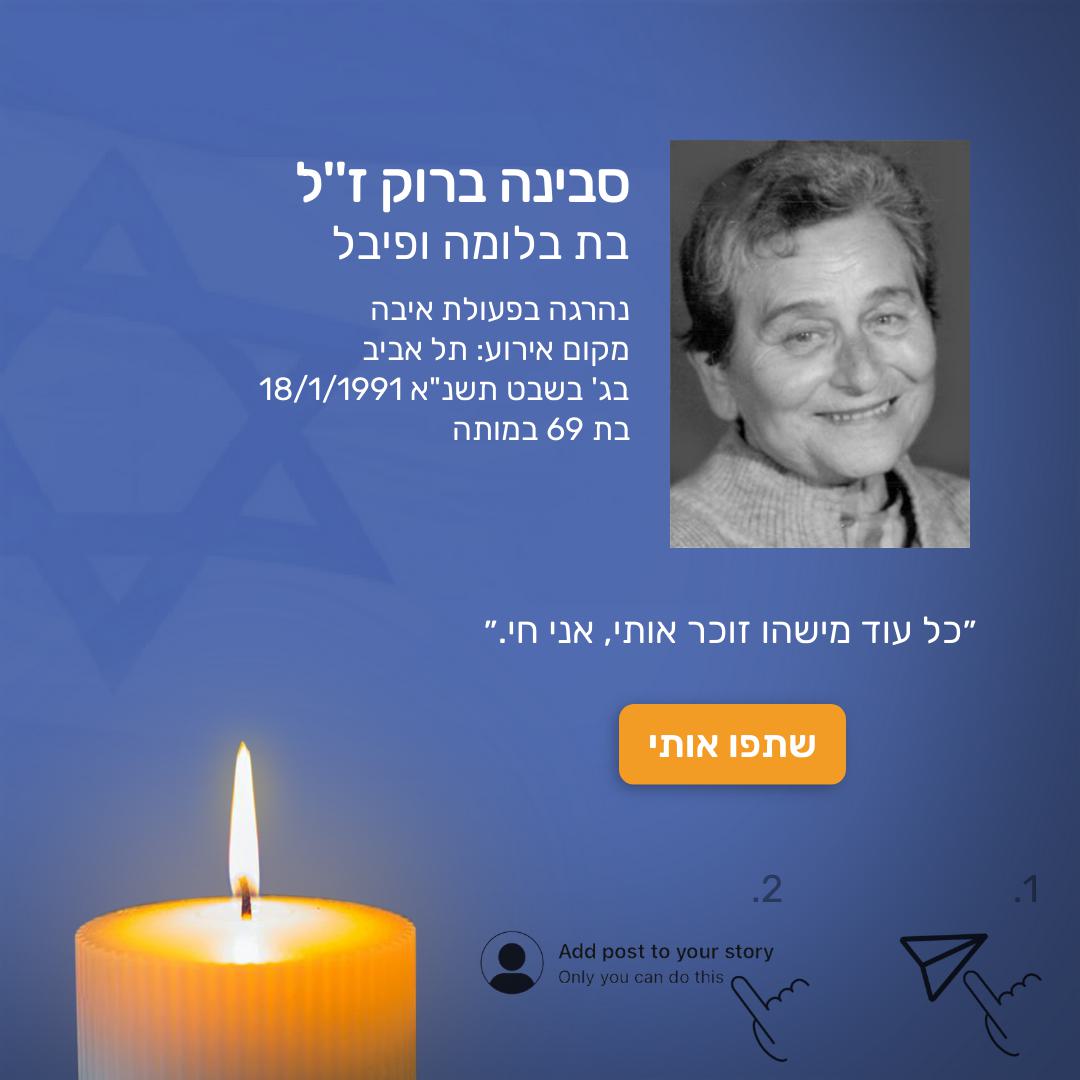 סבינה ברוק ז"ל
בת בלומה ופיבל
נהרגה בפעולת איבה
מקום אירוע: תל אביב
בג' בשבט תשנ"א 18/1/1991
בת 69 במותה
״כל עוד מישהו זוכר אותי, אני חי.״
שתפו אותי
1.
2.
Add post to your story
Only you can do this